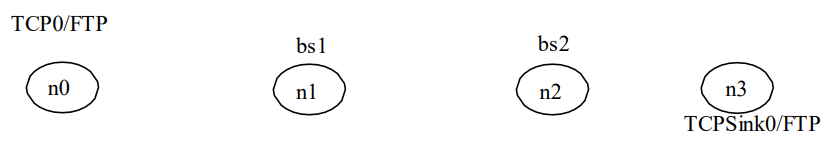 TCP0/FTP
bs1
bs2
n0
n1
n2
n3
TCPSink0/FTP